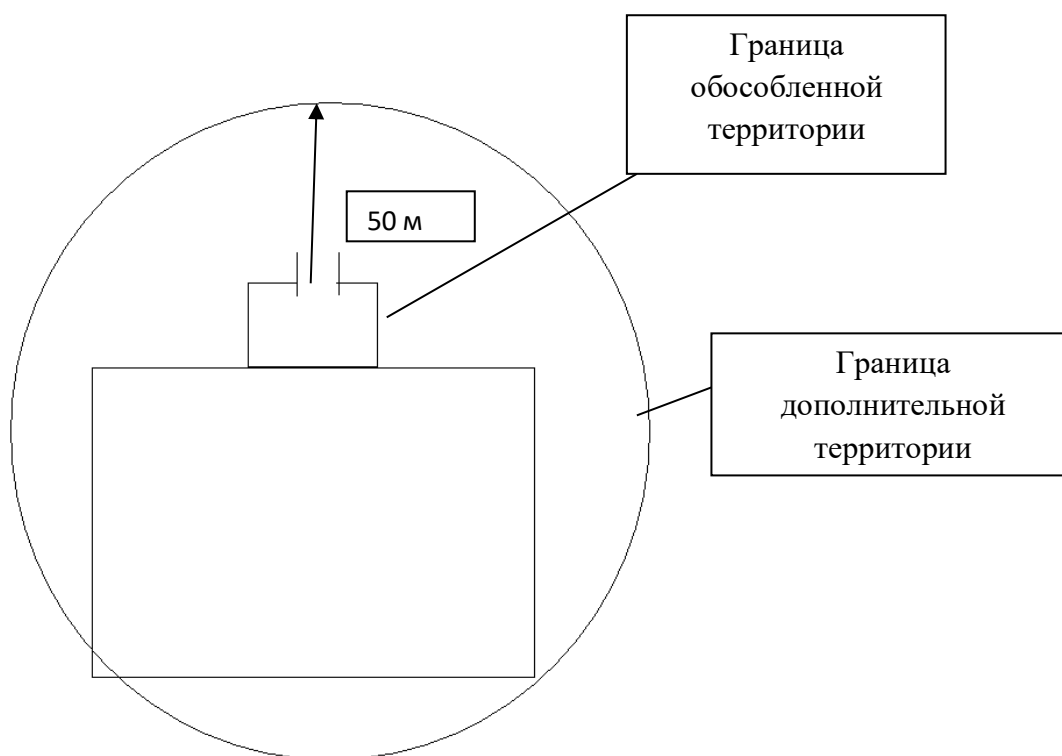 Граница
обособленной
территории
50 м
Граница
дополнительной
территории